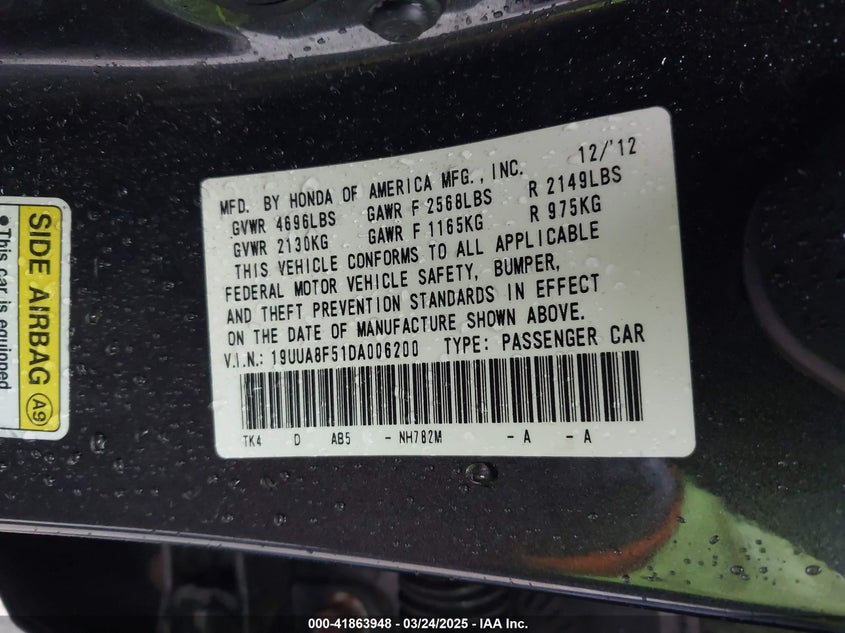 MFD. BY HONDA OF AMERICA MFG., INC. 12/'12
GVWR 4696LBS GAWR F 2568LBS R 2149LBS
GVWR 2130KG GAWR F 1165KG R 975KG
THIS VEHICLE CONFORMS TO ALL APPLICABLE
FEDERAL MOTOR VEHICLE SAFETY, BUMPER,
AND THEFT PREVENTION STANDARDS IN EFFECT
ON THE DATE OF MANUFACTURE SHOWN ABOVE.
V.I.N.: 19UUA8F51DA006200 TYPE: PASSENGER CAR
TK4 D AB5 - NH782M - A - A
SIDE AIRBAG A9
• This car is equipped
000-41863948 — 03/24/2025 — IAA Inc.